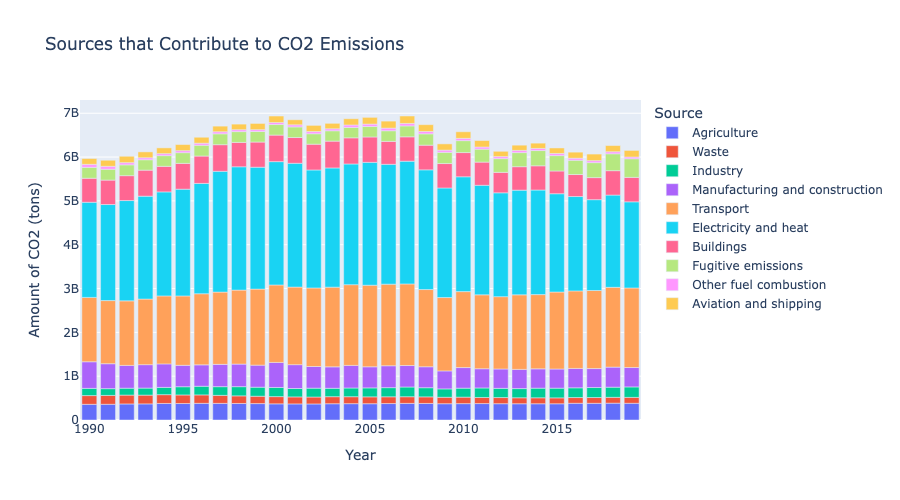 Sources that Contribute to CO2 Emissions
7B
6B
5B
4B
3B
2B
1B
0
Amount of CO2 (tons)
1990
1995
2000
2005
2010
2015
Year
Source
Agriculture
Waste
Industry
Manufacturing and construction
Transport
Electricity and heat
Buildings
Fugitive emissions
Other fuel combustion
Aviation and shipping